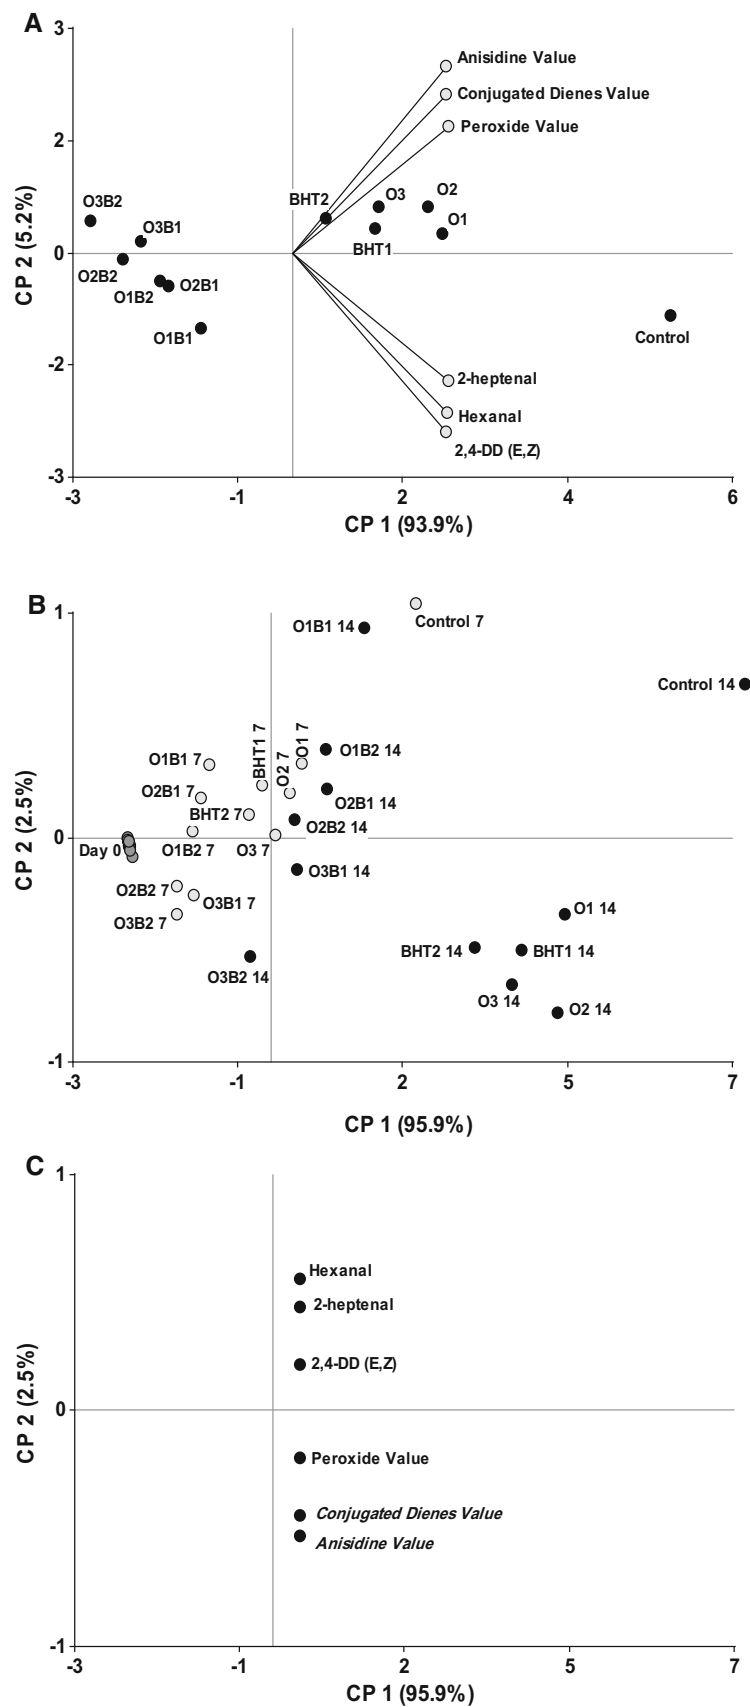 A
3
Anisidine Value
Conjugated Dienes Value
2
Peroxide Value
O3B2
BHT2
O3
O2
O3B1
O1
0
BHT1
O2B2
O2B1
O1B2
O1B1
Control
-2
2-heptenal
Hexanal
2,4-DD (E,Z)
-3
CP 2 (5.2%)
-3
-1
2
4
6
CP 1 (93.9%)
B
1
O1B1 14
Control 7
Control 14
O1B1 7
BHT1 7
O2 7
O1 7
O1B2 14
O2B1 7
O2B1 14
BHT2 7
O2B2 14
0
Day 0
O1B2 7
O3 7
O3B1 14
O2B2 7
O3B1 7
O3B2 7
O1 14
BHT2 14
BHT1 14
O3B2 14
O3 14
O2 14
-1
CP 2 (2.5%)
-3
-1
2
5
7
CP 1 (95.9%)
C
1
Hexanal
2-heptenal
2,4-DD (E,Z)
0
Peroxide Value
Conjugated Dienes Value
Anisidine Value
-1
CP 2 (2.5%)
-3
-1
2
5
7
CP 1 (95.9%)